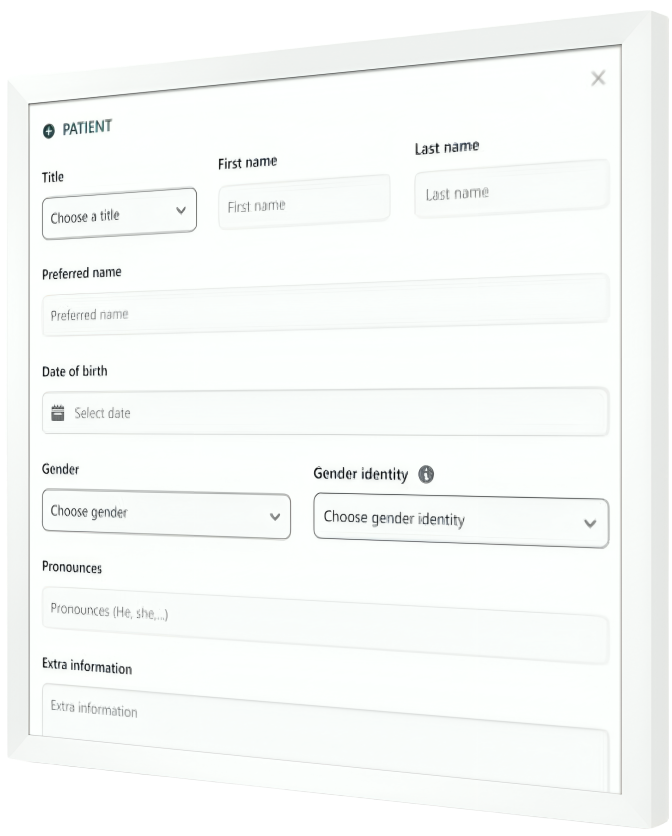 PATIENT
Title
First name
Last name
Choose a title
First name
Last name
Preferred name
Preferred name
Date of birth
Select date
Gender
Gender identity
Choose gender
Choose gender identity
Pronounces
Pronounces (He, she,...)
Extra information
Extra information